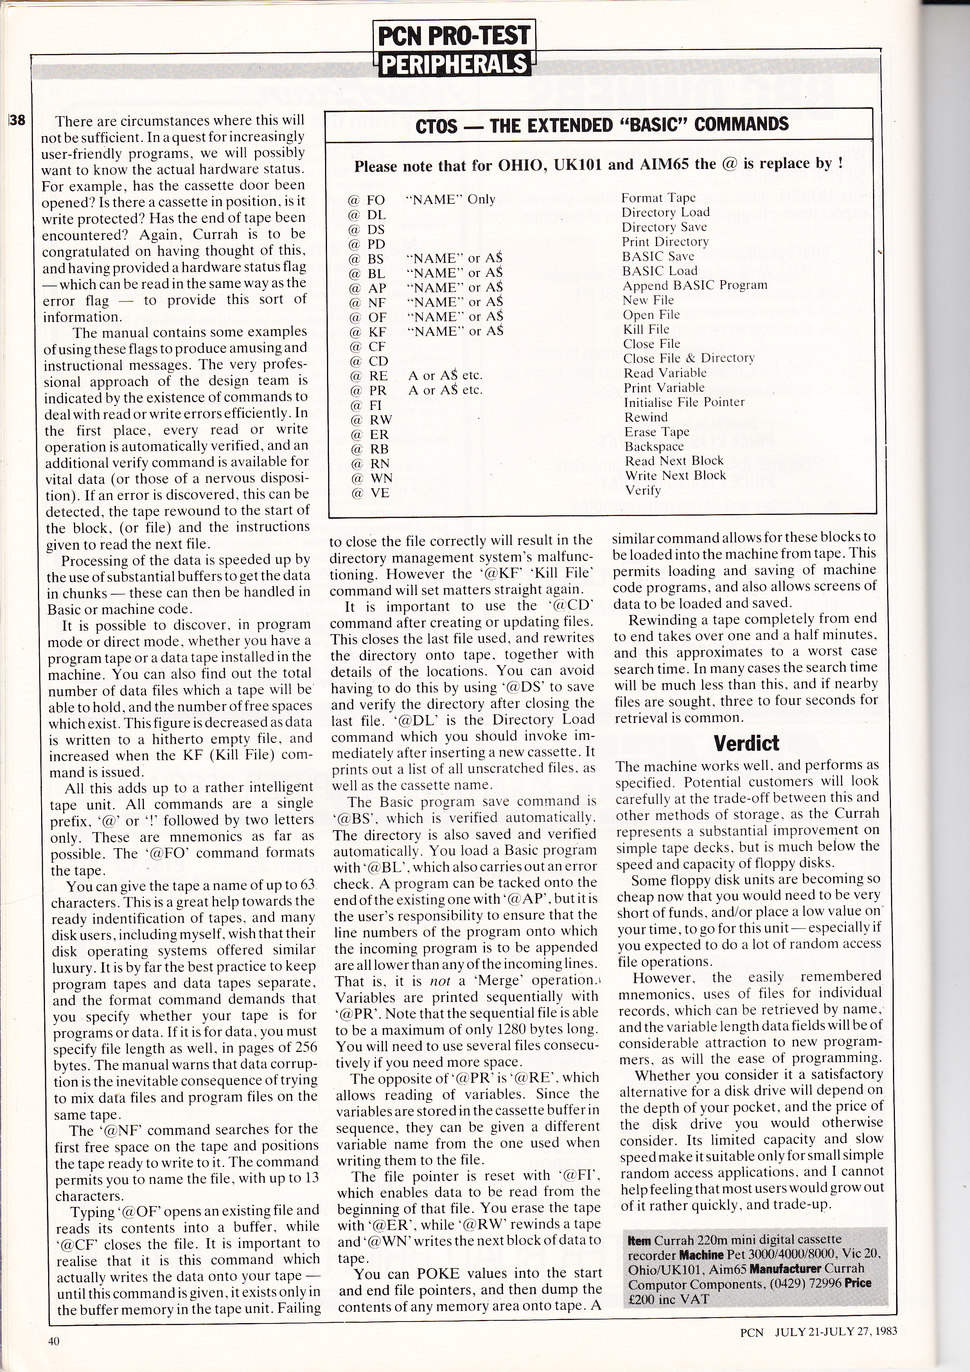 PCN PRO-TEST
PERIPHERALS
38
There are circumstances where this will
not be sufficient. In a quest for increasingly
user-friendly programs, we will possibly
want to know the actual hardware status.
For example, has the cassette door been
opened? Is there a cassette in position, is it
write protected? Has the end of tape been
encountered? Again, Currah is to be
congratulated on having thought of this,
and having provided a hardware status flag
— which can be read in the same way as the
error flag — to provide this sort of
information.
The manual contains some examples
of using these flags to produce amusing and
instructional messages. The very profes-
sional approach of the design team is
indicated by the existence of commands to
deal with read or write errors efficiently. In
the first place, every read or write
operation is automatically verified, and an
additional verify command is available for
vital data (or those of a nervous disposi-
tion). If an error is discovered, this can be
detected, the tape rewound to the start of
the block, (or file) and the instructions
given to read the next file.
Processing of the data is speeded up by
the use of substantial buffers to get the data
in chunks — these can then be handled in
Basic or machine code.
It is possible to discover, in program
mode or direct mode, whether you have a
program tape or a data tape installed in the
machine. You can also find out the total
number of data files which a tape will be
able to hold, and the number of free spaces
which exist. This figure is decreased as data
is written to a hitherto empty file, and
increased when the KF (Kill File) com-
mand is issued.
All this adds up to a rather intelligent
tape unit. All commands are a single
prefix, '@' or '!' followed by two letters
only. These are mnemonics as far as
possible. The '@FO' command formats
the tape.
You can give the tape a name of up to 63
characters. This is a great help towards the
ready indentification of tapes, and many
disk users, including myself, wish that their
disk operating systems offered similar
luxury. It is by far the best practice to keep
program tapes and data tapes separate,
and the format command demands that
you specify whether your tape is for
programs or data. If it is for data, you must
specify file length as well, in pages of 256
bytes. The manual warns that data corrup-
tion is the inevitable consequence of trying
to mix data files and program files on the
same tape.
The '@NF' command searches for the
first free space on the tape and positions
the tape ready to write to it. The command
permits you to name the file, with up to 13
characters.
Typing '@OF' opens an existing file and
reads its contents into a buffer, while
'@CF' closes the file. It is important to
realise that it is this command which
actually writes the data onto your tape —
until this command is given, it exists only in
the buffer memory in the tape unit. Failing
CTOS — THE EXTENDED "BASIC" COMMANDS
Please note that for OHIO, UK101 and AIM65 the @ is replace by !
@ FO "NAME" Only Format Tape
@ DL Directory Load
@ DS Directory Save
@ PD Print Directory
@ BS "NAME" or A$ BASIC Save
@ BL "NAME" or A$ BASIC Load
@ AP "NAME" or A$ Append BASIC Program
@ NF "NAME" or A$ New File
@ OF "NAME" or A$ Open File
@ KF "NAME" or A$ Kill File
@ CF Close File
@ CD Close File & Directory
@ RE A or A$ etc. Read Variable
@ PR A or A$ etc. Print Variable
@ FI Initialise File Pointer
@ RW Rewind
@ ER Erase Tape
@ RB Backspace
@ RN Read Next Block
@ WN Write Next Block
@ VE Verify
to close the file correctly will result in the
directory management system's malfunc-
tioning. However the '@KF' 'Kill File'
command will set matters straight again.
It is important to use the '@CD'
command after creating or updating files.
This closes the last file used, and rewrites
the directory onto tape, together with
details of the locations. You can avoid
having to do this by using '@DS' to save
and verify the directory after closing the
last file. '@DL' is the Directory Load
command which you should invoke im-
mediately after inserting a new cassette. It
prints out a list of all unscratched files, as
well as the cassette name.
The Basic program save command is
'@BS', which is verified automatically.
The directory is also saved and verified
automatically. You load a Basic program
with '@BL', which also carries out an error
check. A program can be tacked onto the
end of the existing one with '@AP', but it is
the user's responsibility to ensure that the
line numbers of the program onto which
the incoming program is to be appended
are all lower than any of the incoming lines.
That is, it is not a 'Merge' operation.
Variables are printed sequentially with
'@PR'. Note that the sequential file is able
to be a maximum of only 1280 bytes long.
You will need to use several files consecu-
tively if you need more space.
The opposite of '@PR' is '@RE', which
allows reading of variables. Since the
variables are stored in the cassette buffer in
sequence, they can be given a different
variable name from the one used when
writing them to the file.
The file pointer is reset with '@FI',
which enables data to be read from the
beginning of that file. You erase the tape
with '@ER', while '@RW' rewinds a tape
and '@WN' writes the next block of data to
tape.
You can POKE values into the start
and end file pointers, and then dump the
contents of any memory area onto tape. A
similar command allows for these blocks to
be loaded into the machine from tape. This
permits loading and saving of machine
code programs, and also allows screens of
data to be loaded and saved.
Rewinding a tape completely from end
to end takes over one and a half minutes,
and this approximates to a worst case
search time. In many cases the search time
will be much less than this, and if nearby
files are sought, three to four seconds for
retrieval is common.
Verdict
The machine works well, and performs as
specified. Potential customers will look
carefully at the trade-off between this and
other methods of storage, as the Currah
represents a substantial improvement on
simple tape decks, but is much below the
speed and capacity of floppy disks.
Some floppy disk units are becoming so
cheap now that you would need to be very
short of funds, and/or place a low value on
your time, to go for this unit — especially if
you expected to do a lot of random access
file operations.
However, the easily remembered
mnemonics, uses of files for individual
records, which can be retrieved by name,
and the variable length data fields will be of
considerable attraction to new program-
mers, as will the ease of programming.
Whether you consider it a satisfactory
alternative for a disk drive will depend on
the depth of your pocket, and the price of
the disk drive you would otherwise
consider. Its limited capacity and slow
speed make it suitable only for small simple
random access applications, and I cannot
help feeling that most users would grow out
of it rather quickly, and trade-up.
Item Currah 220m mini digital cassette
recorder Machine Pet 3000/4000/8000, Vic 20,
Ohio/UK101, Aim65 Manufacturer Currah
Computor Components, (0429) 72996 Price
£200 inc VAT
40
PCN JULY 21-JULY 27, 1983